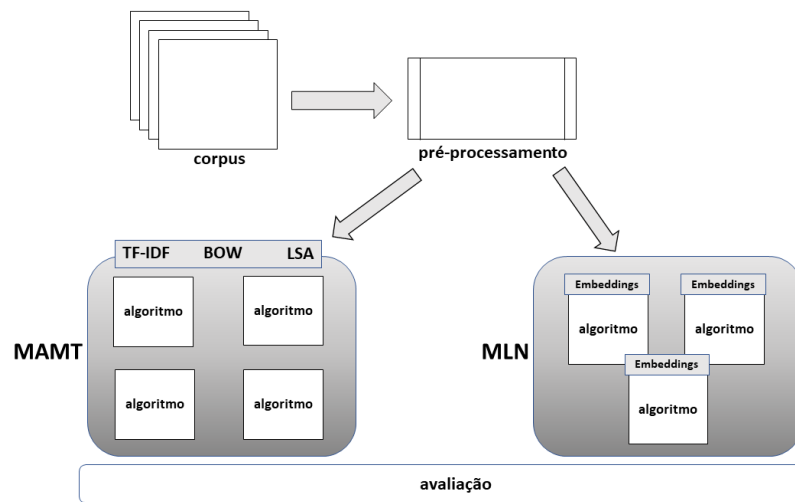 corpus
pré-processamento
TF-IDF BOW LSA
algoritmo
algoritmo
MAMT
algoritmo
algoritmo
Embeddings
Embeddings
algoritmo
algoritmo
MLN
Embeddings
algoritmo
avaliação